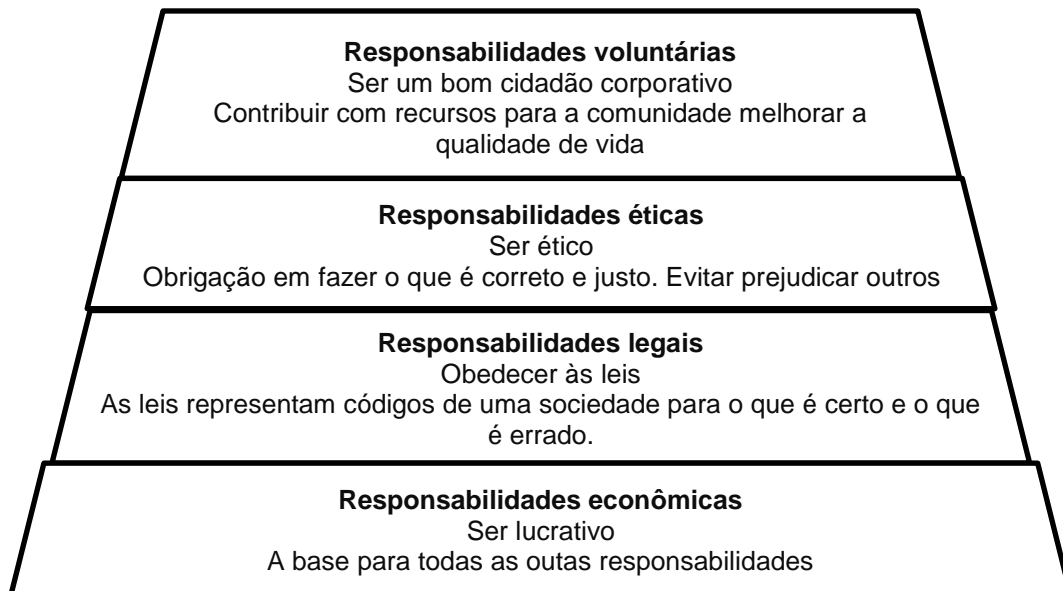 Responsabilidades voluntárias
Ser um bom cidadão corporativo
Contribuir com recursos para a comunidade melhorar a
qualidade de vida
Responsabilidades éticas
Ser ético
Obrigação em fazer o que é correto e justo. Evitar prejudicar outros
Responsabilidades legais
Obedecer às leis
As leis representam códigos de uma sociedade para o que é certo e o que
é errado.
Responsabilidades econômicas
Ser lucrativo
A base para todas as outas responsabilidades